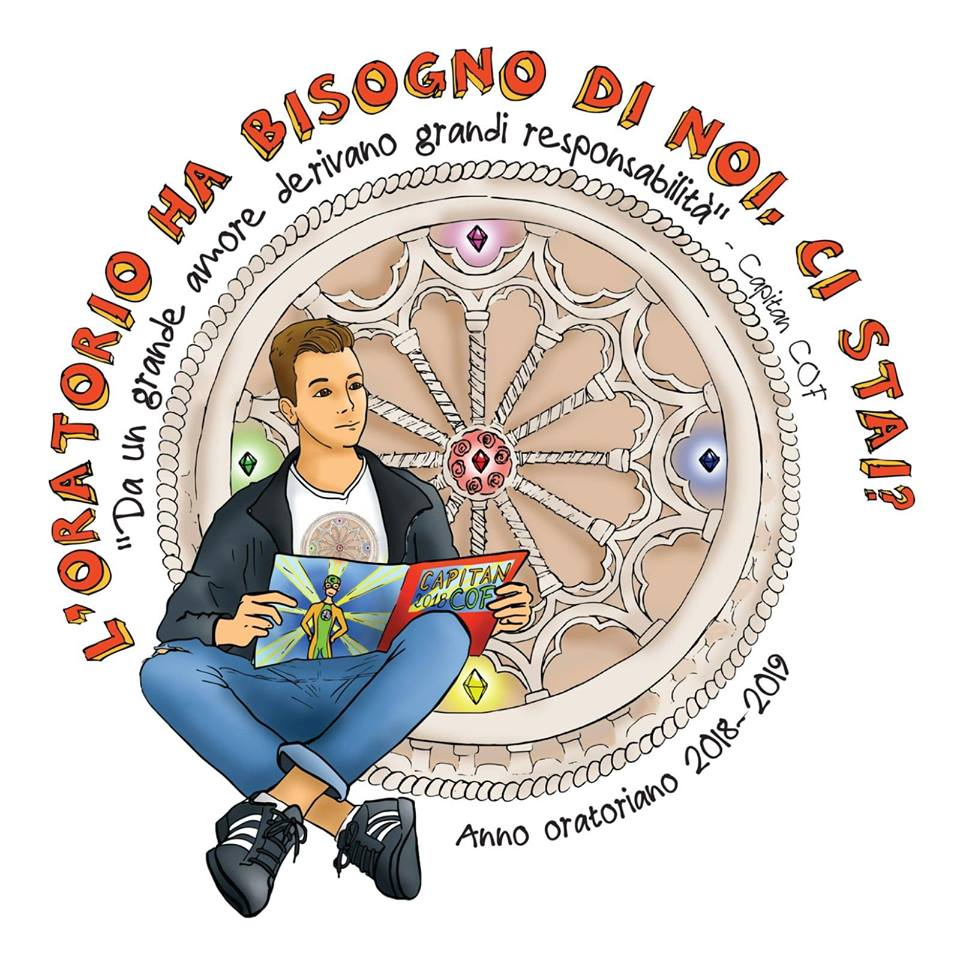 L'ORATORIO HA BISOGNO DI NOI, CI STAI?
"Da un grande amore derivano grandi responsabilità" - Capitan COF
CAPITAN
2018 COF
Anno oratoriano 2018-2019